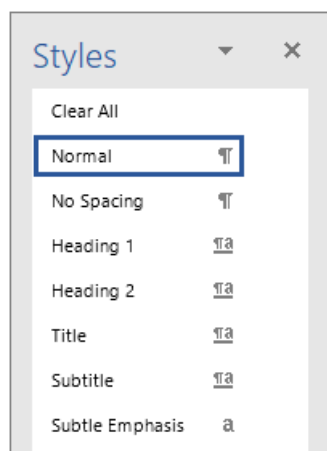 Styles
Clear All
Normal ¶
No Spacing ¶
Heading 1 ¶a
Heading 2 ¶a
Title ¶a
Subtitle ¶a
Subtle Emphasis a